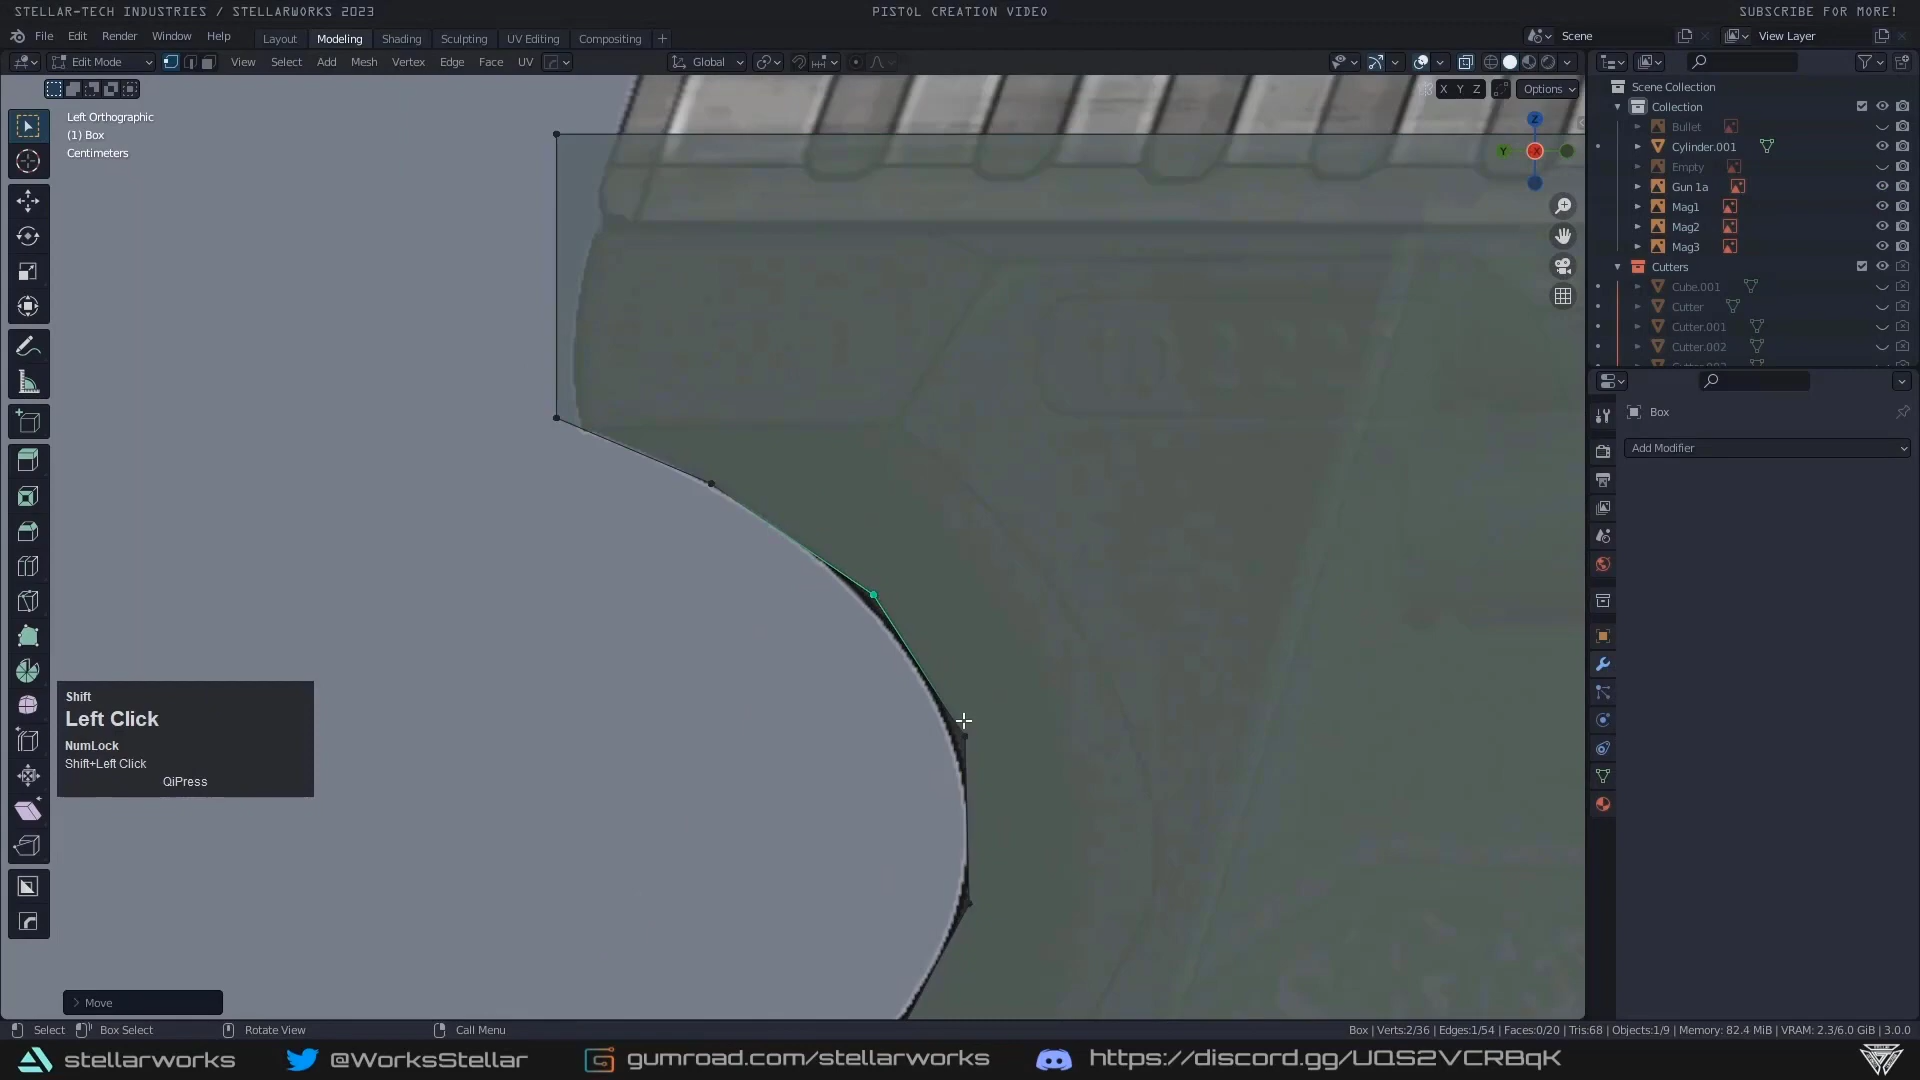 STELLAR-TECH INDUSTRIES / STELLARWORKS 2023
PISTOL CREATION VIDEO
SUBSCRIBE FOR MORE!
File Edit Render Window Help
Layout Modeling Shading Sculpting UV Editing Compositing +
Scene
View Layer
Edit Mode
View Select Add Mesh Vertex Edge Face UV
Global
X Y Z
Options
Left Orthographic
(1) Box
Centimeters
Z
Y
X
Scene Collection
Collection
Bullet
Cylinder.001
Empty
Gun 1a
Mag1
Mag2
Mag3
Cutters
Cube.001
Cutter
Cutter.001
Cutter.002
Box
Add Modifier
Shift
Left Click
NumLock
Shift+Left Click
QiPress
Move
Select
Box Select
Rotate View
Call Menu
Box | Verts:2/36 | Edges:1/54 | Faces:0/20 | Tris:68 | Objects:1/9 | Memory: 82.4 MiB | VRAM: 2.3/6.0 GiB | 3.0.0
stellarworks
@WorksStellar
gumroad.com/stellarworks
https://discord.gg/UQS2VCRBqK